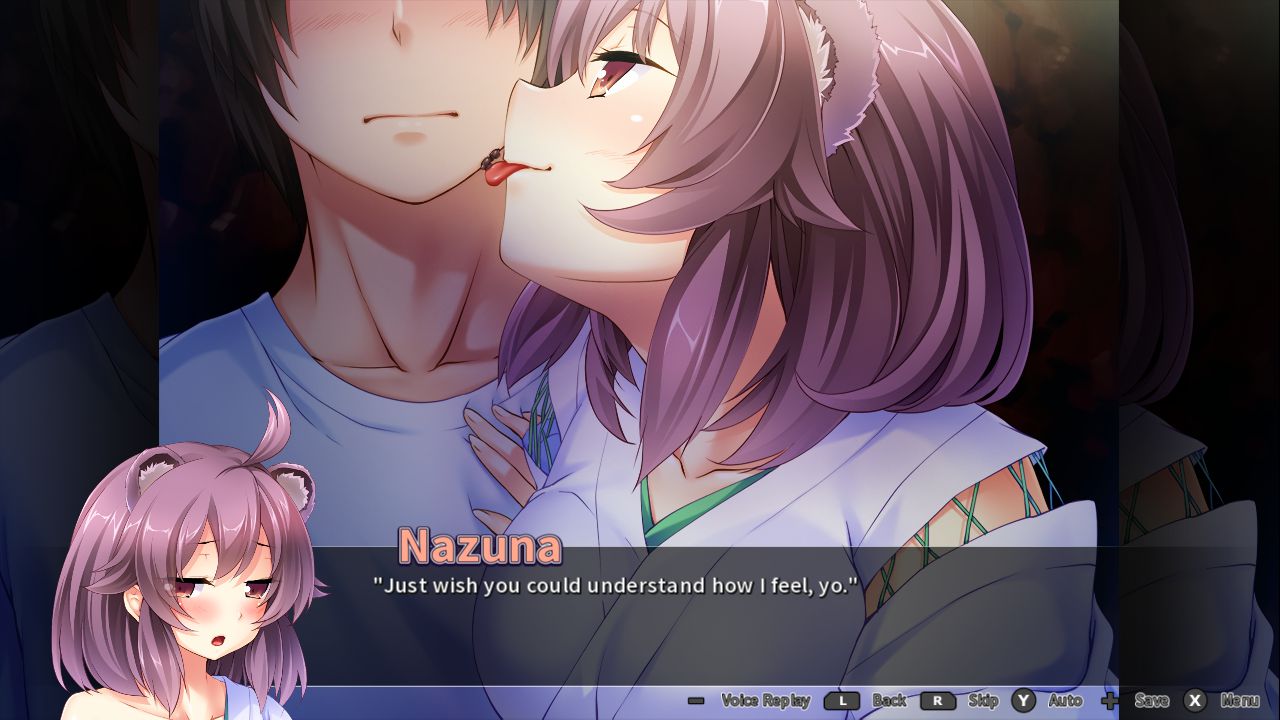 Nazuna
"Just wish you could understand how I feel, yo."
Voice Replay L Back R Skip Y Auto Save X Menu